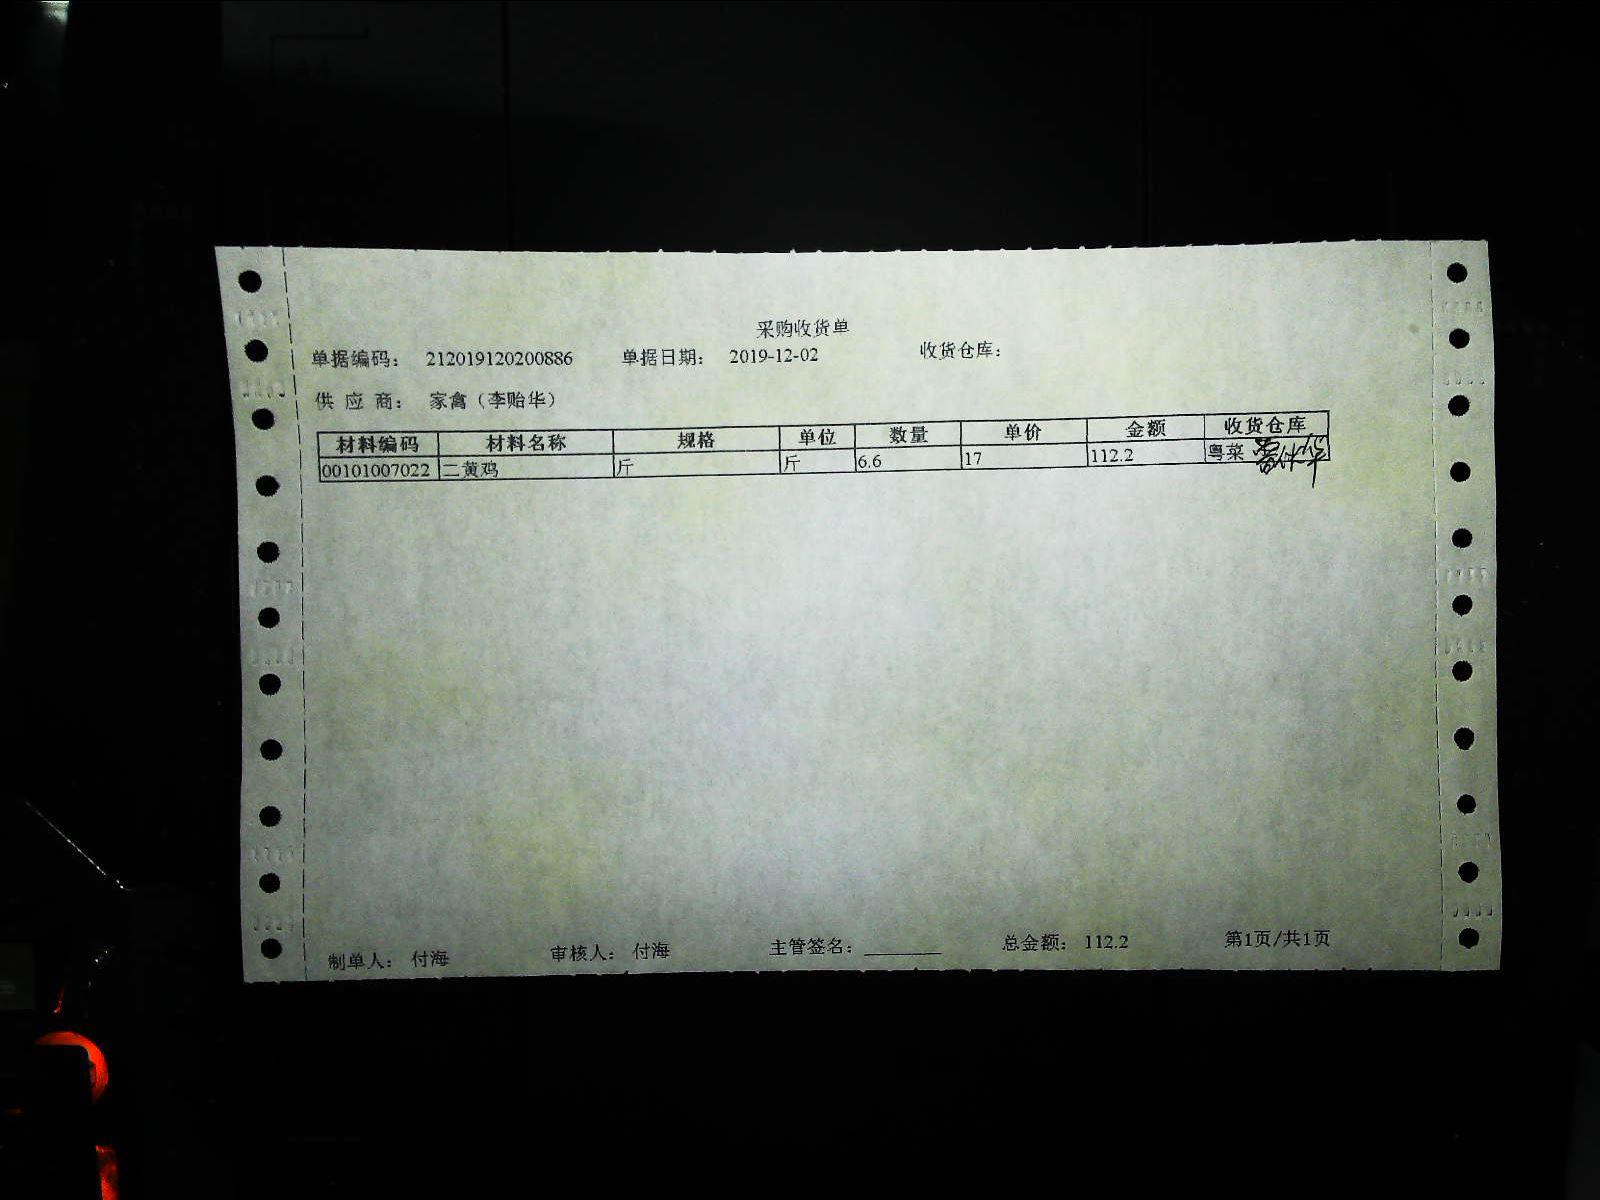 采购收货单
单据编码： 212019120200886 单据日期： 2019-12-02 收货仓库：
供 应 商： 家禽（李贻华）
材料编码 材料名称 规格 单位 数量 单价 金额 收货仓库
00101007022 二黄鸡 斤 斤 6.6 17 112.2 粤菜
制单人： 付海 审核人： 付海 主管签名： 总金额： 112.2 第1页/共1页